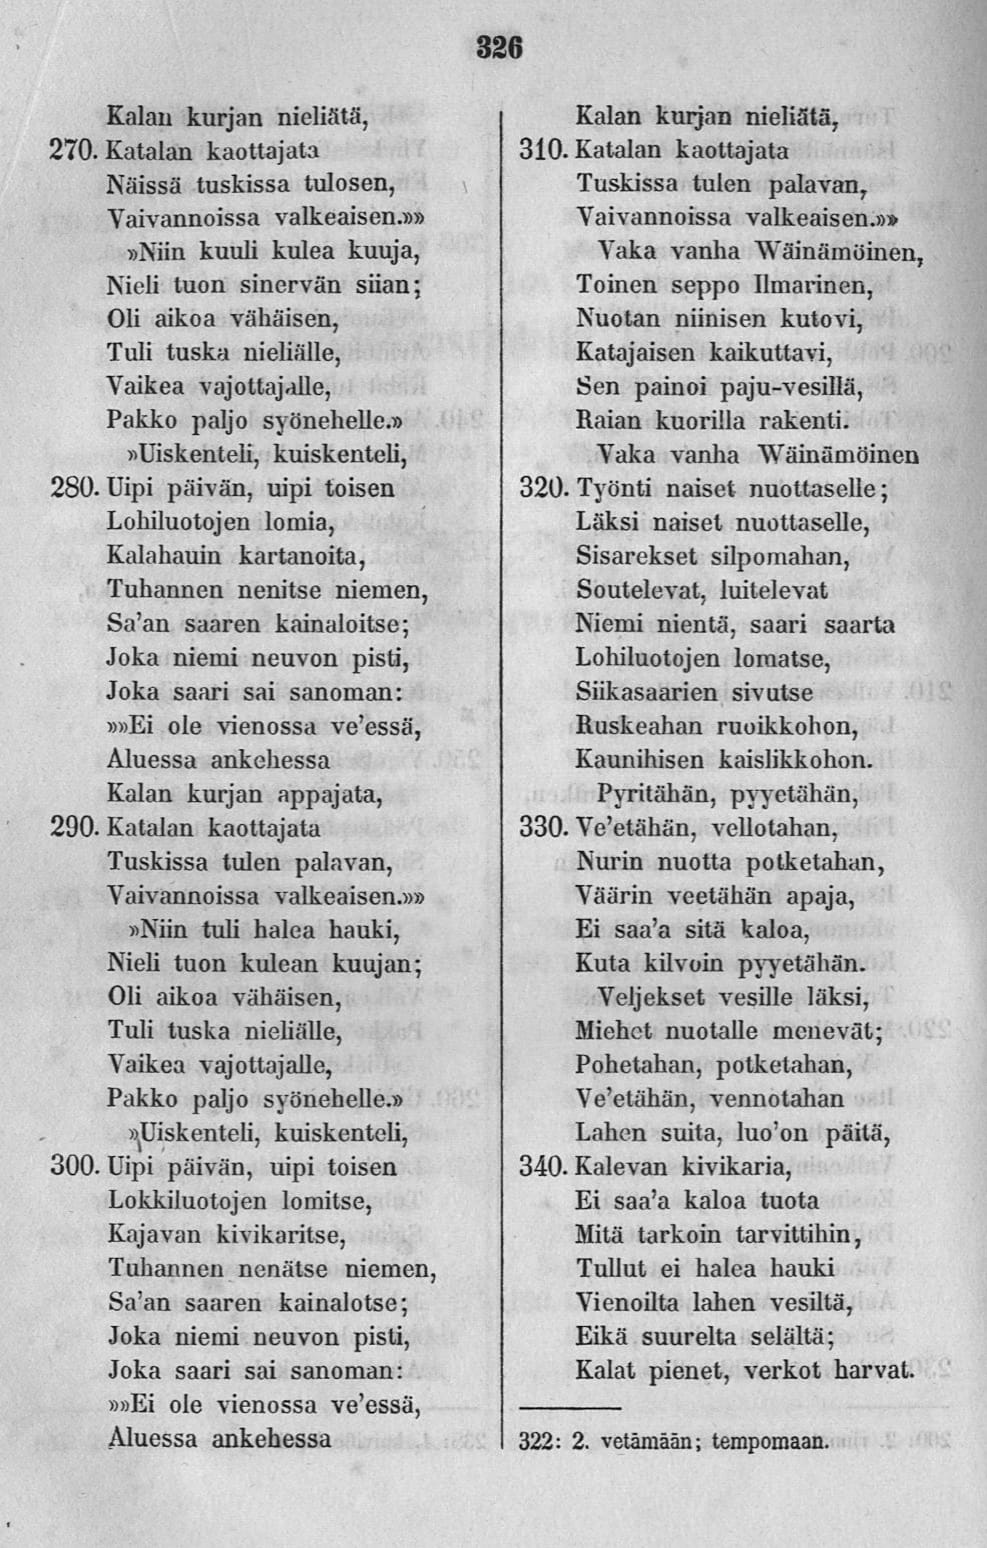 326
Kalan kurjan nieliätä,
270. Katalan kaottajata
Näissä tuskissa tulosen,
Vaivannoissa valkeaisen.»»
»Niin kuuli kulea kuuja,
Nieli tuon sinervän siian;
Oli aikoa vähäisen,
Tuli tuska nieliälle,
Vaikea vajottajalle,
Pakko paljo syönehelle.»
»Uiskenteli, kuiskenteli,
280. Uipi päivän, uipi toisen
Lohiluotojen lomia,
Kalahauin kartanoita,
Tuhannen nenitse niemen,
Sa'an saaren kainaloitse;
Joka niemi neuvon pisti,
Joka saari sai sanoman:
»»Ei ole vienossa ve'essä,
Aluessa ankehessa
Kalan kurjan appajata,
290. Katalan kaottajata
Tuskissa tulen palavan,
Vaivannoissa valkeaisen.»»
»Niin tuli halea hauki,
Nieli tuon kulean kuujan;
Oli aikoa vähäisen,
Tuli tuska nieliälle,
Vaikea vajottajalle,
Pakko paljo syönehelle.»
»Uiskenteli, kuiskenteli,
300. Uipi päivän, uipi toisen
Lokkiluotojen lomitse,
Kajavan kivikaritse,
Tuhannen nenätse niemen,
Sa'an saaren kainalotse;
Joka niemi neuvon pisti,
Joka saari sai sanoman:
»»Ei ole vienossa ve'essä,
Aluessa ankehessa
Kalan kurjan nieliätä,
310. Katalan kaottajata
Tuskissa tulen palavan,
Vaivannoissa valkeaisen.»»
Vaka vanha Wäinämöinen,
Toinen seppo Ilmarinen,
Nuotan niinisen kutovi,
Katajaisen kaikuttavi,
Sen painoi paju-vesillä,
Raian kuorilla rakenti.
Vaka vanha Wäinämöinen
320. Työnti naiset nuottaselle;
Läksi naiset nuottaselle,
Sisarekset silpomahan,
Soutelevat, luitelevat
Niemi nientä, saari saarta
Lohiluotojen lomatse,
Siikasaarien sivutse
Ruskeahan ruoikkohon,
Kaunihisen kaislikkohon.
Pyritähän, pyyetähän,
330. Ve'etähän, vellotahan,
Nurin nuotta potketahan,
Väärin veetähän apaja,
Ei saa'a sitä kaloa,
Kuta kilvoin pyyetähän.
Veljekset vesille läksi,
Miehet nuotalle menevät;
Pohetahan, potketahan,
Ve'etähän, vennotahan
Lahen suita, luo'on päitä,
340. Kalevan kivikaria,
Ei saa'a kaloa tuota
Mitä tarkoin tarvittihin,
Tullut ei halea hauki
Vienoilta lahen vesiltä,
Eikä suurelta selältä;
Kalat pienet, verkot harvat.
322: 2. vetämään; tempomaan.